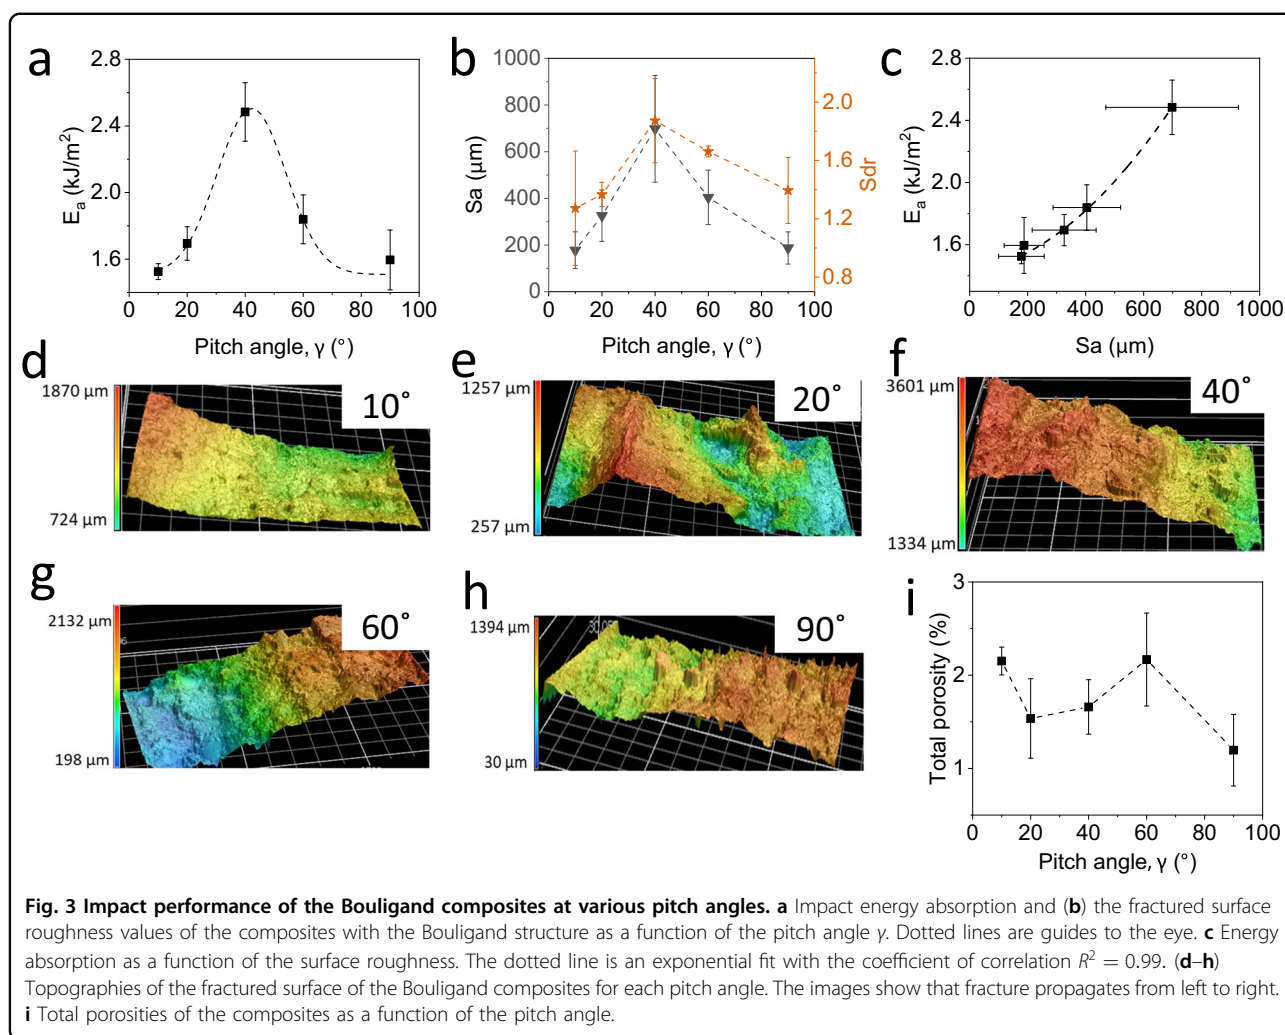 a
2.8
2.4
2.0
1.6
Eₐ (kJ/m²)
0 20 40 60 80 100
Pitch angle, γ (°)
b
1000
800
600
400
200
0
Sa (µm)
2.0
1.6
1.2
0.8
Sdr
0 20 40 60 80 100
Pitch angle, γ (°)
c
2.8
2.4
2.0
1.6
Eₐ (kJ/m²)
0 200 400 600 800 1000
Sa (µm)
d
1870 µm
724 µm
10˚
e
1257 µm
257 µm
20˚
f
3601 µm
1334 µm
40˚
g
2132 µm
198 µm
60˚
h
1394 µm
30 µm
90˚
i
3
2
1
Total porosity (%)
0 20 40 60 80 100
Pitch angle, γ (°)
Fig. 3 Impact performance of the Bouligand composites at various pitch angles. a Impact energy absorption and (b) the fractured surface
roughness values of the composites with the Bouligand structure as a function of the pitch angle γ. Dotted lines are guides to the eye. c Energy
absorption as a function of the surface roughness. The dotted line is an exponential fit with the coefficient of correlation R² = 0.99. (d–h)
Topographies of the fractured surface of the Bouligand composites for each pitch angle. The images show that fracture propagates from left to right.
i Total porosities of the composites as a function of the pitch angle.